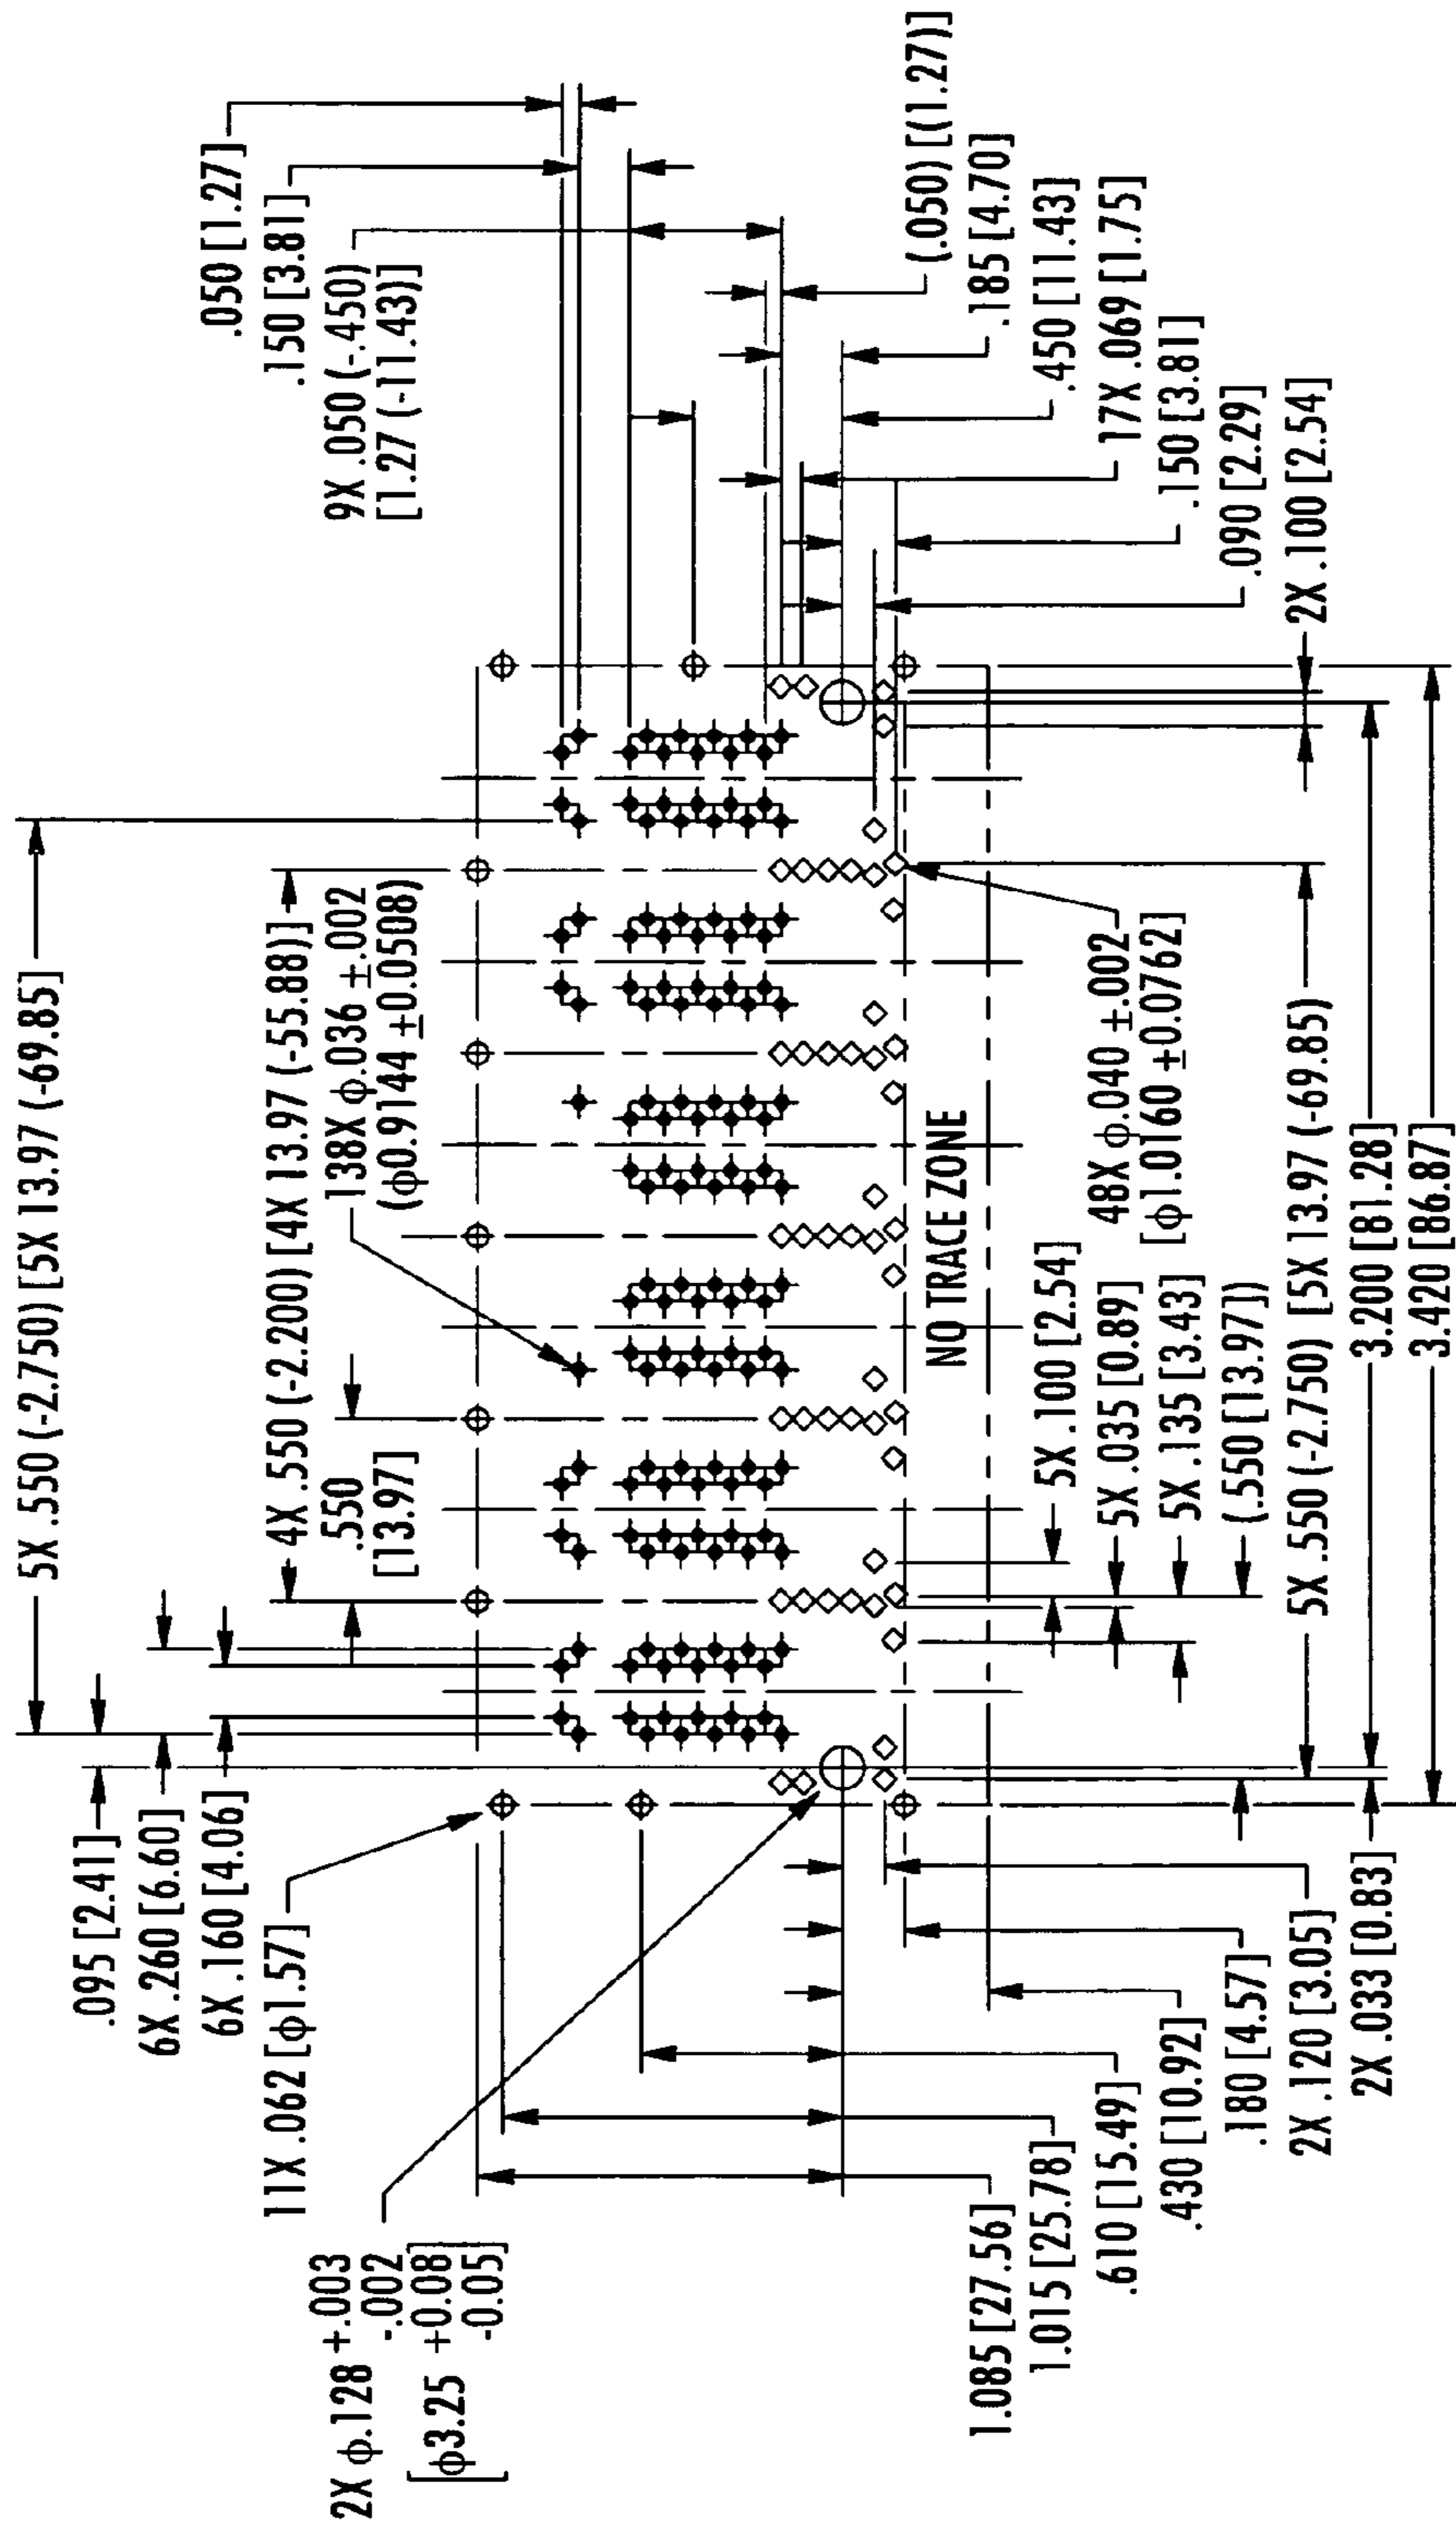 5X .550 (-2.750) [5X 13.97 (-69.85)]
4X .550 (-2.200) [4X 13.97 (-55.88)]
.550
[13.97]
138X ϕ.036 ±.002
(ϕ0.9144 ±0.0508)
.095 [2.41]
6X .260 [6.60]
6X .160 [4.06]
11X .062 [ϕ1.57]
2X ϕ.128 +.003
-.002
[ϕ3.25 +0.08]
-0.05
.050 [1.27]
.150 [3.81]
9X .050 (-.450)
[1.27 (-11.43)]
(.050) [(1.27)]
.185 [4.70]
.450 [11.43]
17X .069 [1.75]
.150 [3.81]
.090 [2.29]
2X .100 [2.54]
NO TRACE ZONE
48X ϕ.040 ±.002
[ϕ1.0160 ±0.0762]
5X .100 [2.54]
5X .035 [0.89]
5X .135 [3.43]
(.550 [13.97])
5X .550 (-2.750) [5X 13.97 (-69.85)
3.200 [81.28]
3.420 [86.87]
1.085 [27.56]
1.015 [25.78]
.610 [15.49]
.430 [10.92]
.180 [4.57]
2X .120 [3.05]
2X .033 [0.83]